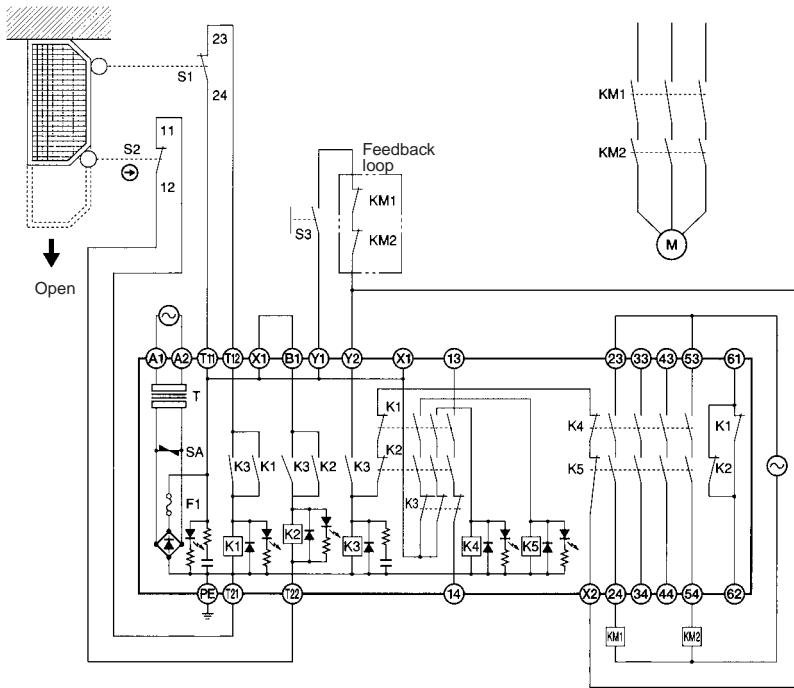 23
S1
24
11
S2
12
Open
Feedback
loop
KM1
KM2
S3
KM1
KM2
M
A1 A2 T11 T12 X1 B1 Y1 Y2 X1 13 23 33 43 53 61
T
SA
F1
K3 K1 K3 K2 K3
K1
K2
K3
K4
K5
K1
K2
K1 K2 K3 K4 K5
PE T21 T22 14 X2 24 34 44 54 62
KM1 KM2